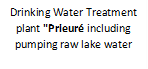 Drinking Water Treatment
plant "Prieuré including
pumping raw lake water